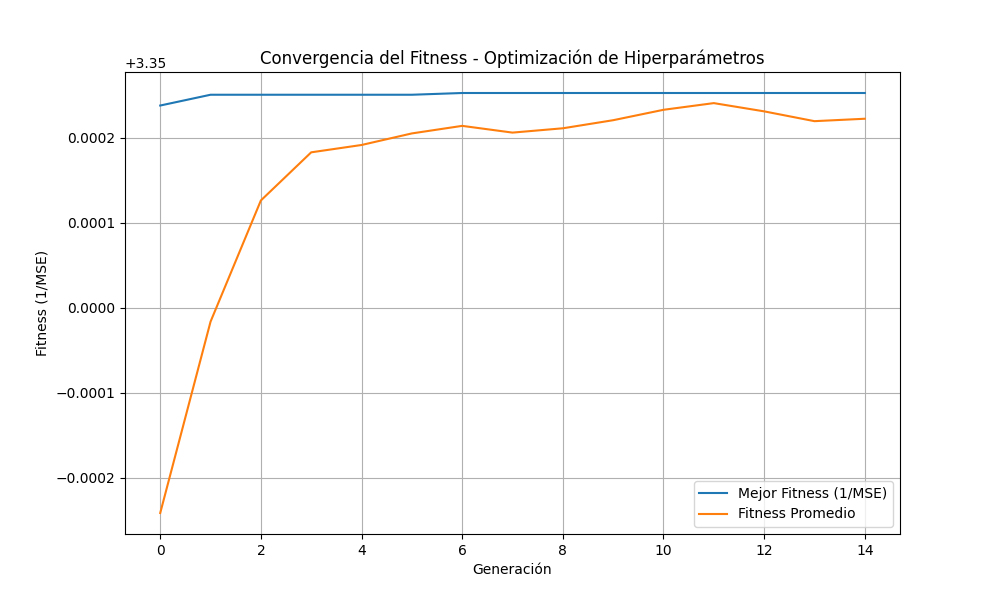 Convergencia del Fitness - Optimización de Hiperparámetros
+3.35
0.0002
0.0001
0.0000
−0.0001
−0.0002
Fitness (1/MSE)
Mejor Fitness (1/MSE)
Fitness Promedio
0 2 4 6 8 10 12 14
Generación